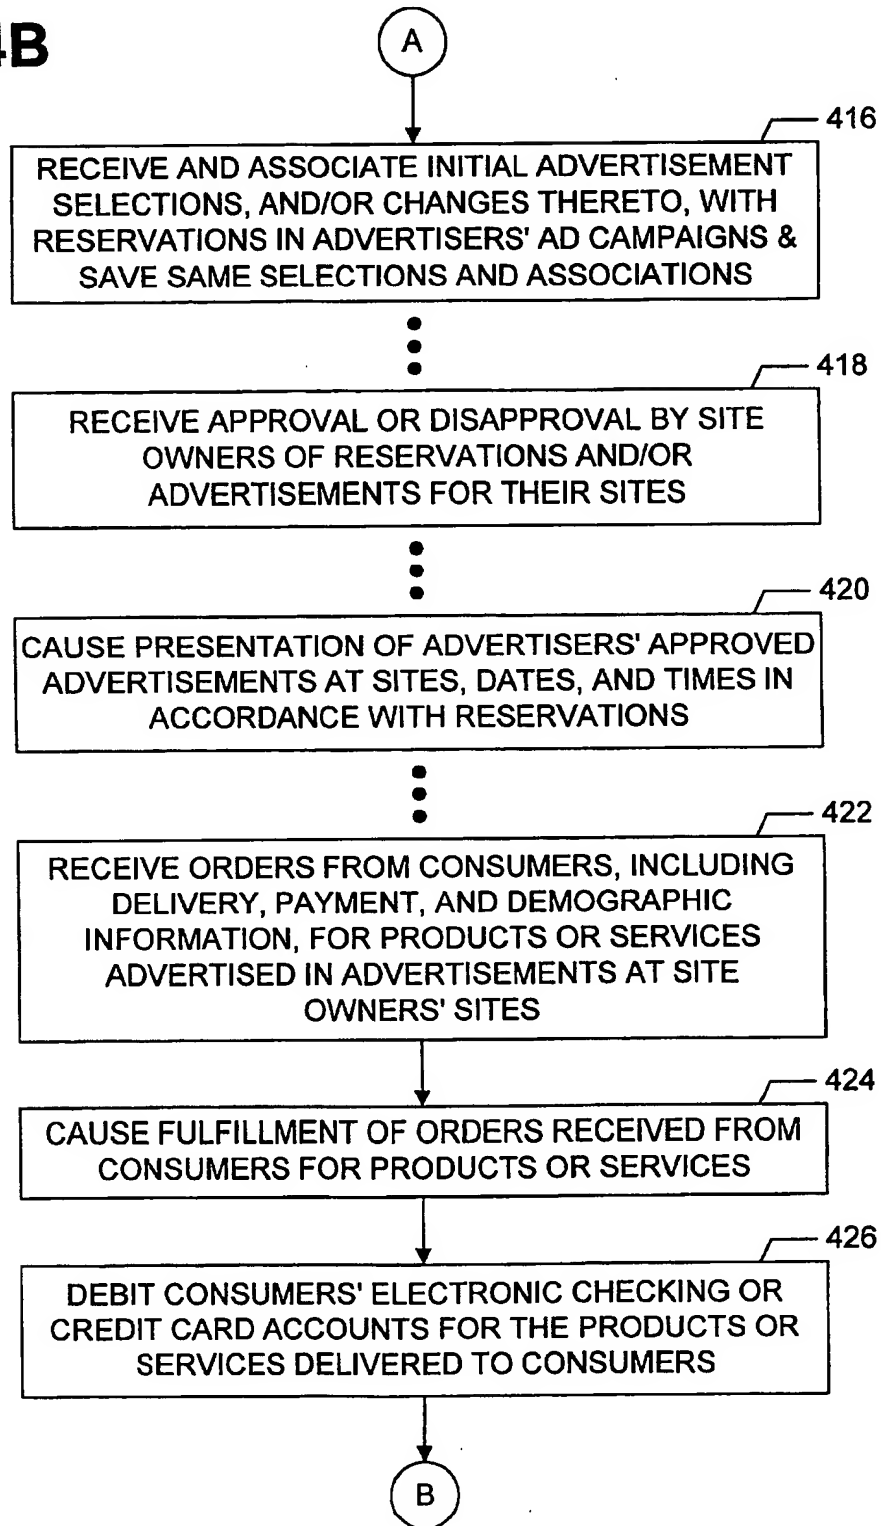 4B
A
416
RECEIVE AND ASSOCIATE INITIAL ADVERTISEMENT
SELECTIONS, AND/OR CHANGES THERETO, WITH
RESERVATIONS IN ADVERTISERS' AD CAMPAIGNS &
SAVE SAME SELECTIONS AND ASSOCIATIONS
418
RECEIVE APPROVAL OR DISAPPROVAL BY SITE
OWNERS OF RESERVATIONS AND/OR
ADVERTISEMENTS FOR THEIR SITES
420
CAUSE PRESENTATION OF ADVERTISERS' APPROVED
ADVERTISEMENTS AT SITES, DATES, AND TIMES IN
ACCORDANCE WITH RESERVATIONS
422
RECEIVE ORDERS FROM CONSUMERS, INCLUDING
DELIVERY, PAYMENT, AND DEMOGRAPHIC
INFORMATION, FOR PRODUCTS OR SERVICES
ADVERTISED IN ADVERTISEMENTS AT SITE
OWNERS' SITES
424
CAUSE FULFILLMENT OF ORDERS RECEIVED FROM
CONSUMERS FOR PRODUCTS OR SERVICES
426
DEBIT CONSUMERS' ELECTRONIC CHECKING OR
CREDIT CARD ACCOUNTS FOR THE PRODUCTS OR
SERVICES DELIVERED TO CONSUMERS
B